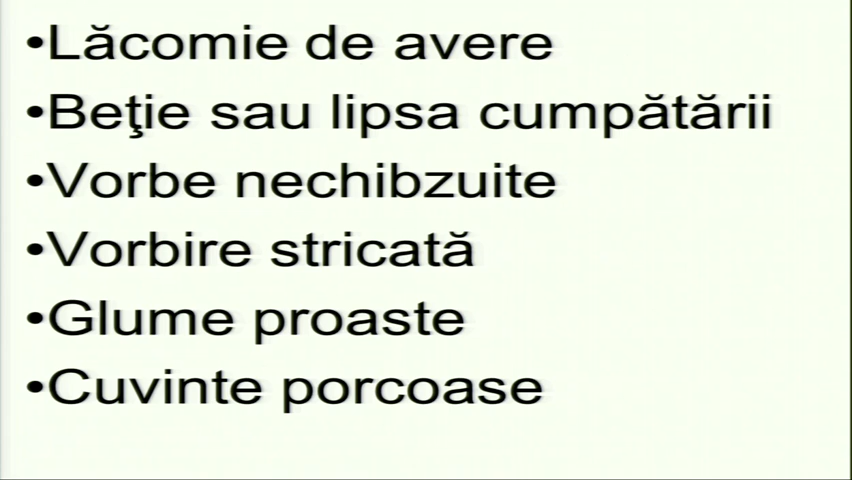 •Lăcomie de avere
•Beţie sau lipsa cumpătării
•Vorbe nechibzuite
•Vorbire stricată
•Glume proaste
•Cuvinte porcoase